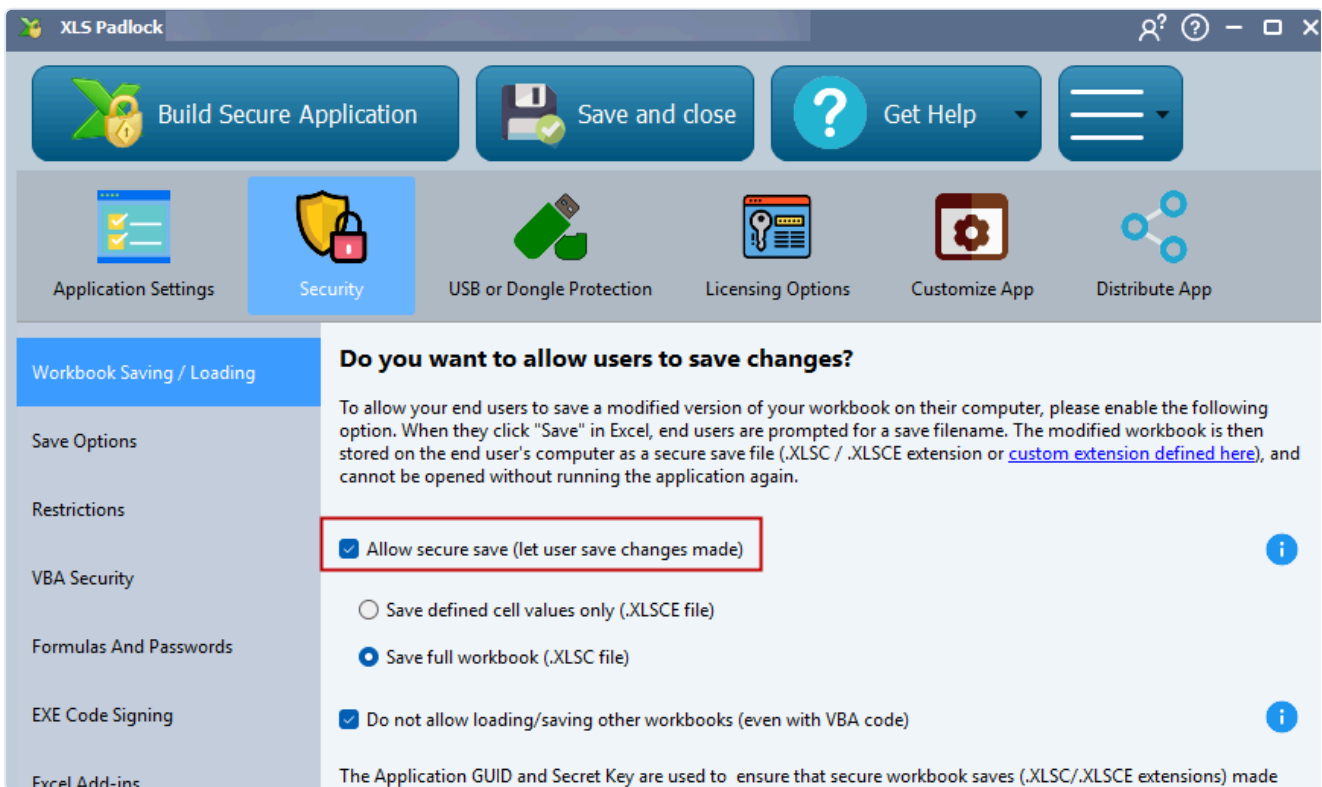 XLS Padlock
Build Secure Application
Save and close
Get Help
Application Settings
Security
USB or Dongle Protection
Licensing Options
Customize App
Distribute App
Workbook Saving / Loading
Save Options
Restrictions
VBA Security
Formulas And Passwords
EXE Code Signing
Excel Add-ins
Do you want to allow users to save changes?
To allow your end users to save a modified version of your workbook on their computer, please enable the following
option. When they click "Save" in Excel, end users are prompted for a save filename. The modified workbook is then
stored on the end user's computer as a secure save file (.XLSC / .XLSCE extension or custom extension defined here), and
cannot be opened without running the application again.
Allow secure save (let user save changes made)
Save defined cell values only (.XLSCE file)
Save full workbook (.XLSC file)
Do not allow loading/saving other workbooks (even with VBA code)
The Application GUID and Secret Key are used to ensure that secure workbook saves (.XLSC/.XLSCE extensions) made